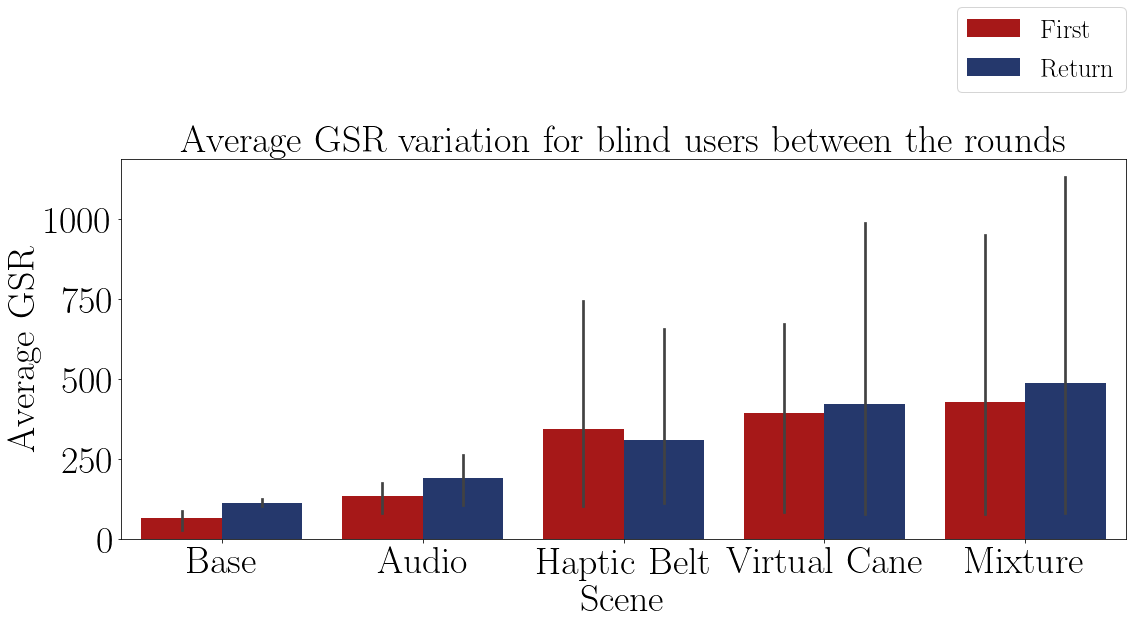 First
Return
Average GSR variation for blind users between the rounds
Average GSR
1000
750
500
250
0
Base Audio Haptic Belt Virtual Cane Mixture
Scene